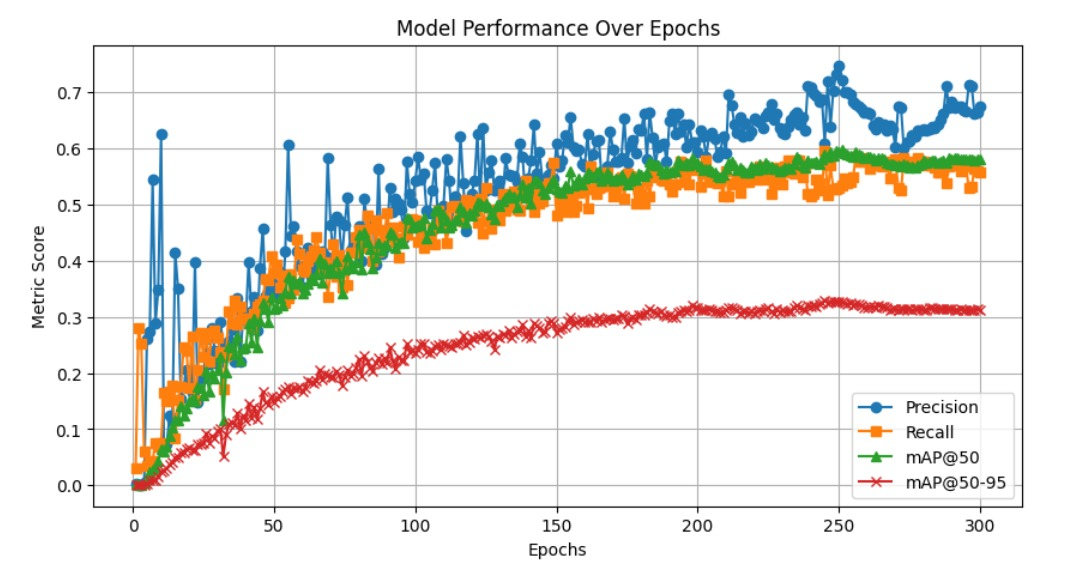 Model Performance Over Epochs
Metric Score
0.7
0.6
0.5
0.4
0.3
0.2
0.1
0.0
Precision
Recall
mAP@50
mAP@50-95
0 50 100 150 200 250 300
Epochs